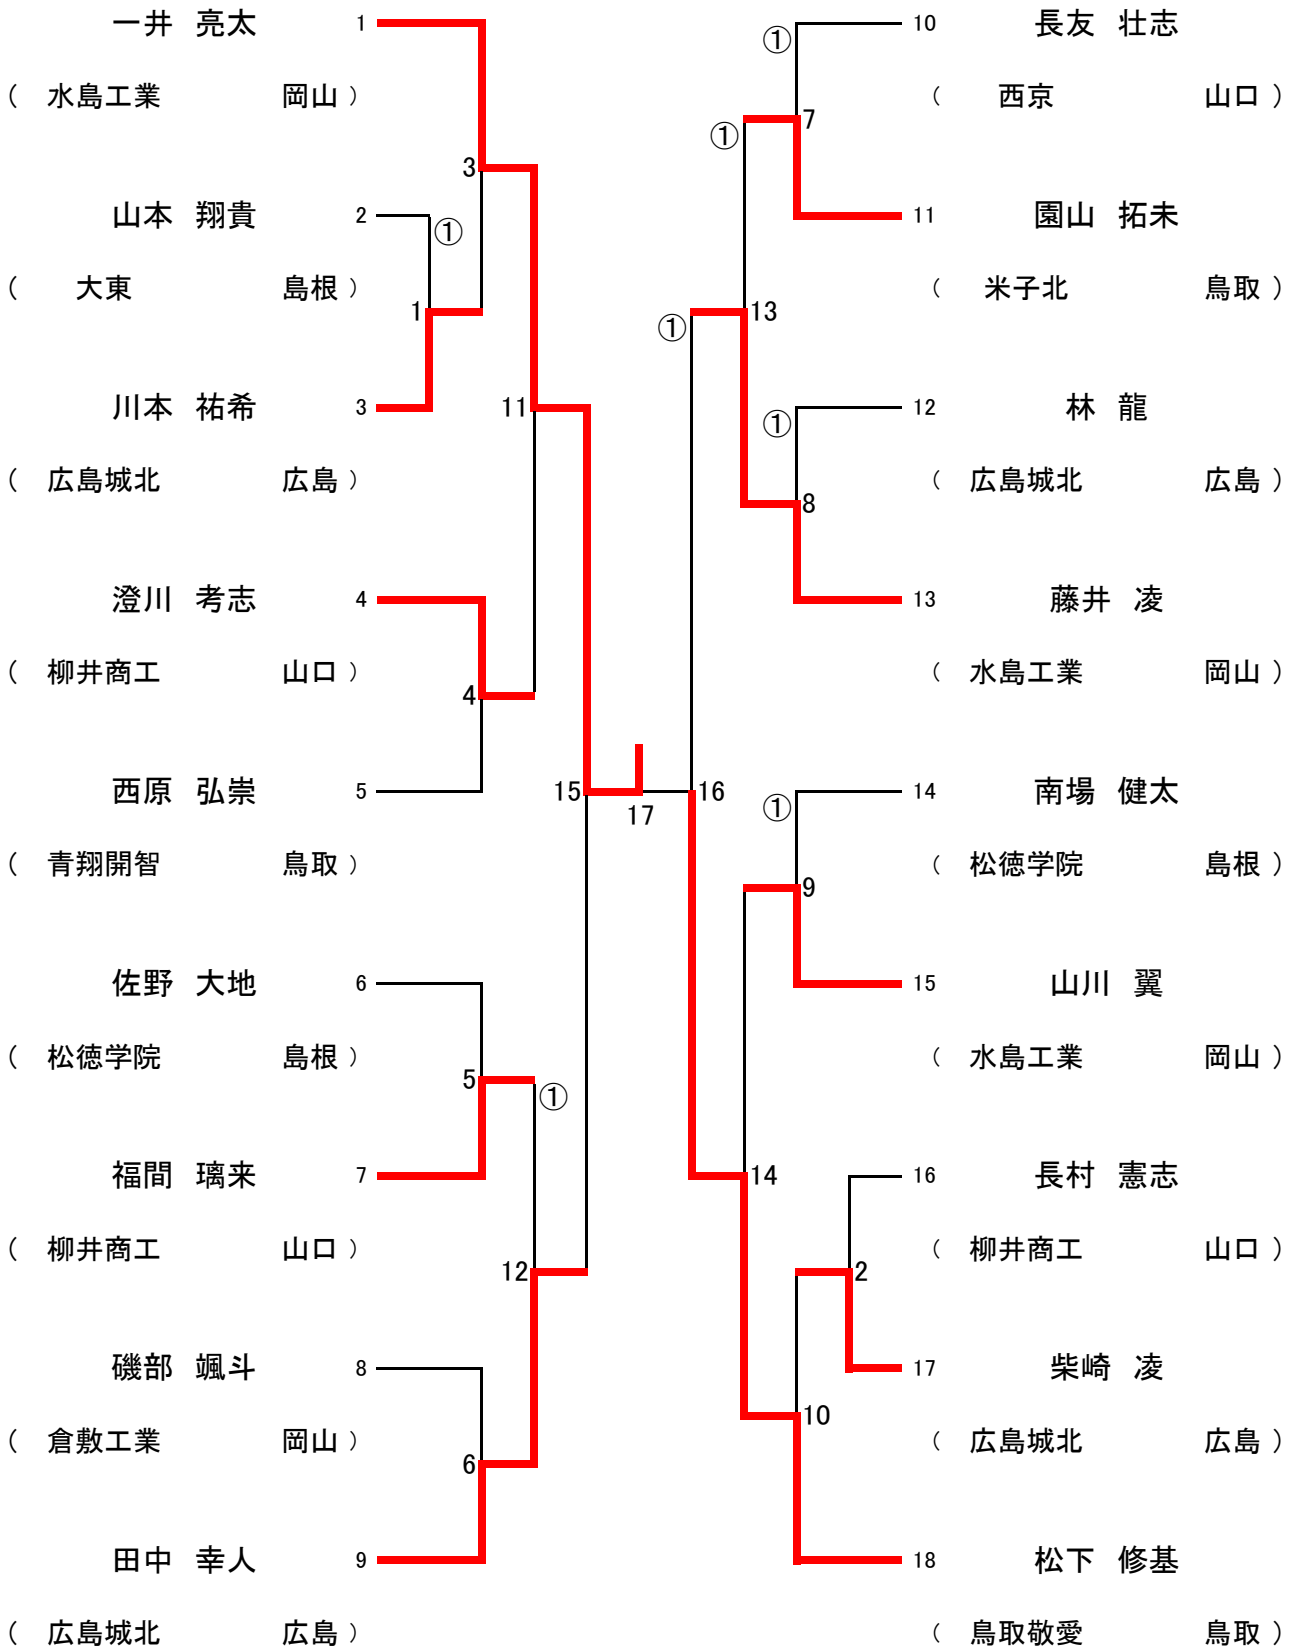 一井 亮太 1
( 水島工業 岡山 )
3
山本 翔貴 2
①
( 大東 島根 )
1
川本 祐希 3
11
( 広島城北 広島 )
澄川 考志 4
( 柳井商工 山口 )
4
西原 弘崇 5
15
17
( 青翔開智 鳥取 )
佐野 大地 6
( 松徳学院 島根 )
5
①
福間 璃来 7
( 柳井商工 山口 )
12
磯部 颯斗 8
( 倉敷工業 岡山 )
6
田中 幸人 9
( 広島城北 広島 )
10 長友 壮志
①
( 西京 山口 )
7
①
11 園山 拓未
( 米子北 鳥取 )
13
①
12 林 龍
①
( 広島城北 広島 )
8
13 藤井 凌
( 水島工業 岡山 )
16
14 南場 健太
①
( 松徳学院 島根 )
9
15 山川 翼
( 水島工業 岡山 )
14
16 長村 憲志
( 柳井商工 山口 )
2
17 柴崎 凌
10
( 広島城北 広島 )
18 松下 修基
( 鳥取敬愛 鳥取 )